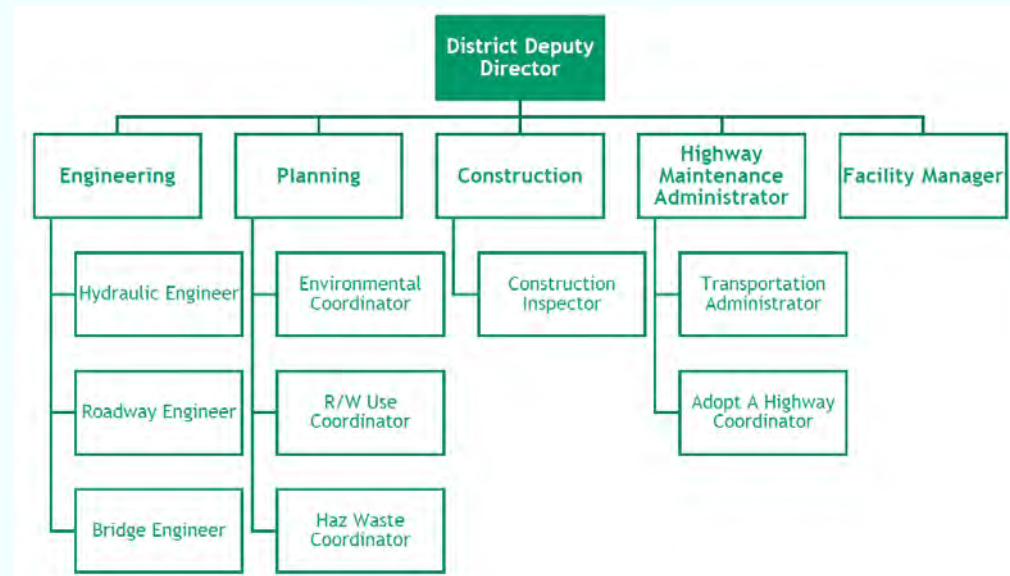 District Deputy
Director
Engineering
Planning
Construction
Highway
Maintenance
Administrator
Facility Manager
Hydraulic Engineer
Environmental
Coordinator
Construction
Inspector
Transportation
Administrator
Roadway Engineer
R/W Use
Coordinator
Adopt A Highway
Coordinator
Bridge Engineer
Haz Waste
Coordinator